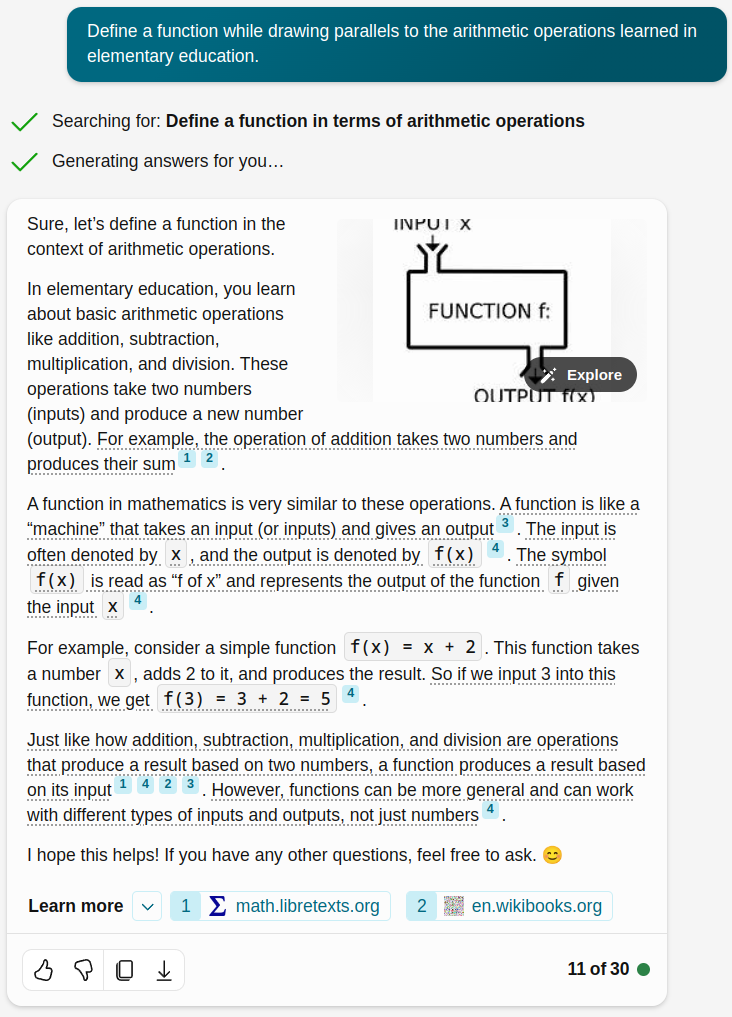 Define a function while drawing parallels to the arithmetic operations learned in
elementary education.
Searching for: Define a function in terms of arithmetic operations
Generating answers for you…
Sure, let’s define a function in the
context of arithmetic operations.
INPUT x
FUNCTION f:
Explore
OUTPUT f(x)
In elementary education, you learn
about basic arithmetic operations
like addition, subtraction,
multiplication, and division. These
operations take two numbers
(inputs) and produce a new number
(output). For example, the operation of addition takes two numbers and
produces their sum 1 2 .
A function in mathematics is very similar to these operations. A function is like a
“machine” that takes an input (or inputs) and gives an output 3 . The input is
often denoted by x , and the output is denoted by f(x) 4 . The symbol
f(x) is read as “f of x” and represents the output of the function f given
the input x 4 .
For example, consider a simple function f(x) = x + 2 . This function takes
a number x , adds 2 to it, and produces the result. So if we input 3 into this
function, we get f(3) = 3 + 2 = 5 4 .
Just like how addition, subtraction, multiplication, and division are operations
that produce a result based on two numbers, a function produces a result based
on its input 1 4 2 3 . However, functions can be more general and can work
with different types of inputs and outputs, not just numbers 4 .
I hope this helps! If you have any other questions, feel free to ask. 😊
Learn more 1 Σ math.libretexts.org 2 en.wikibooks.org
11 of 30